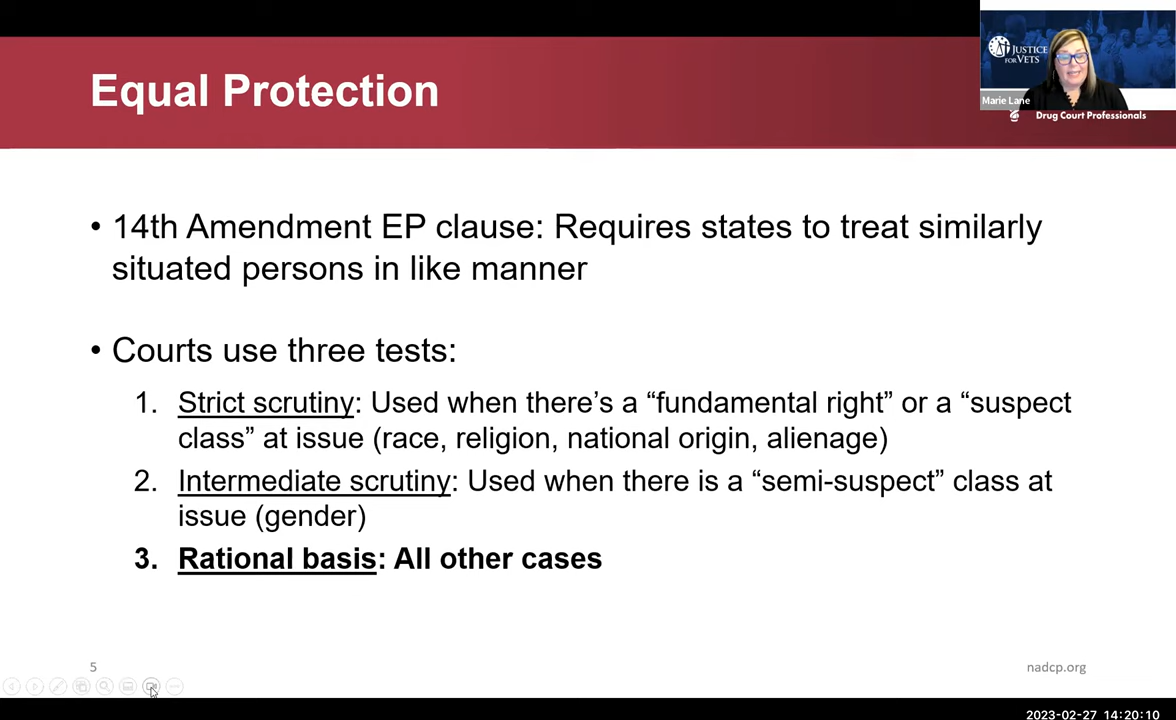 Equal Protection
JUSTICE
FOR VETS
Marie Lane
Drug Court Professionals
• 14th Amendment EP clause: Requires states to treat similarly
situated persons in like manner
• Courts use three tests:
1. Strict scrutiny: Used when there’s a “fundamental right” or a “suspect
class” at issue (race, religion, national origin, alienage)
2. Intermediate scrutiny: Used when there is a “semi-suspect” class at
issue (gender)
3. Rational basis: All other cases
5
nadcp.org
2023-02-27 14:20:10